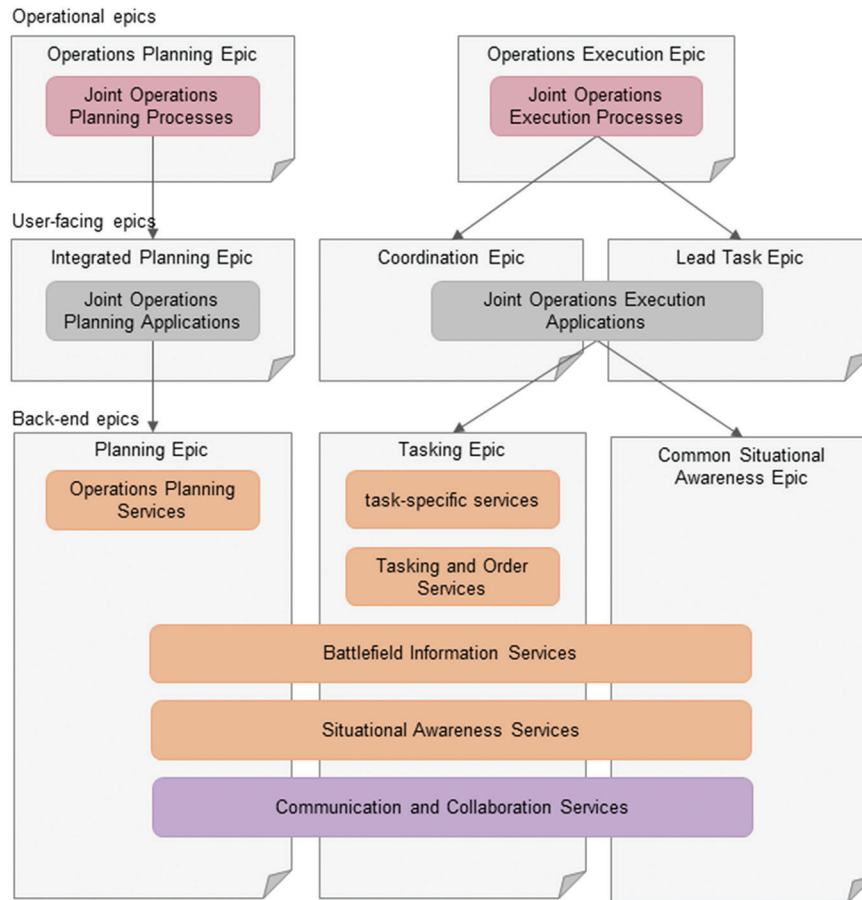 Operational epics
Operations Planning Epic
Joint Operations
Planning Processes
Operations Execution Epic
Joint Operations
Execution Processes
User-facing epics
Integrated Planning Epic
Joint Operations
Planning Applications
Coordination Epic
Lead Task Epic
Joint Operations Execution
Applications
Back-end epics
Planning Epic
Operations Planning
Services
Tasking Epic
task-specific services
Tasking and Order
Services
Common Situational
Awareness Epic
Battlefield Information Services
Situational Awareness Services
Communication and Collaboration Services